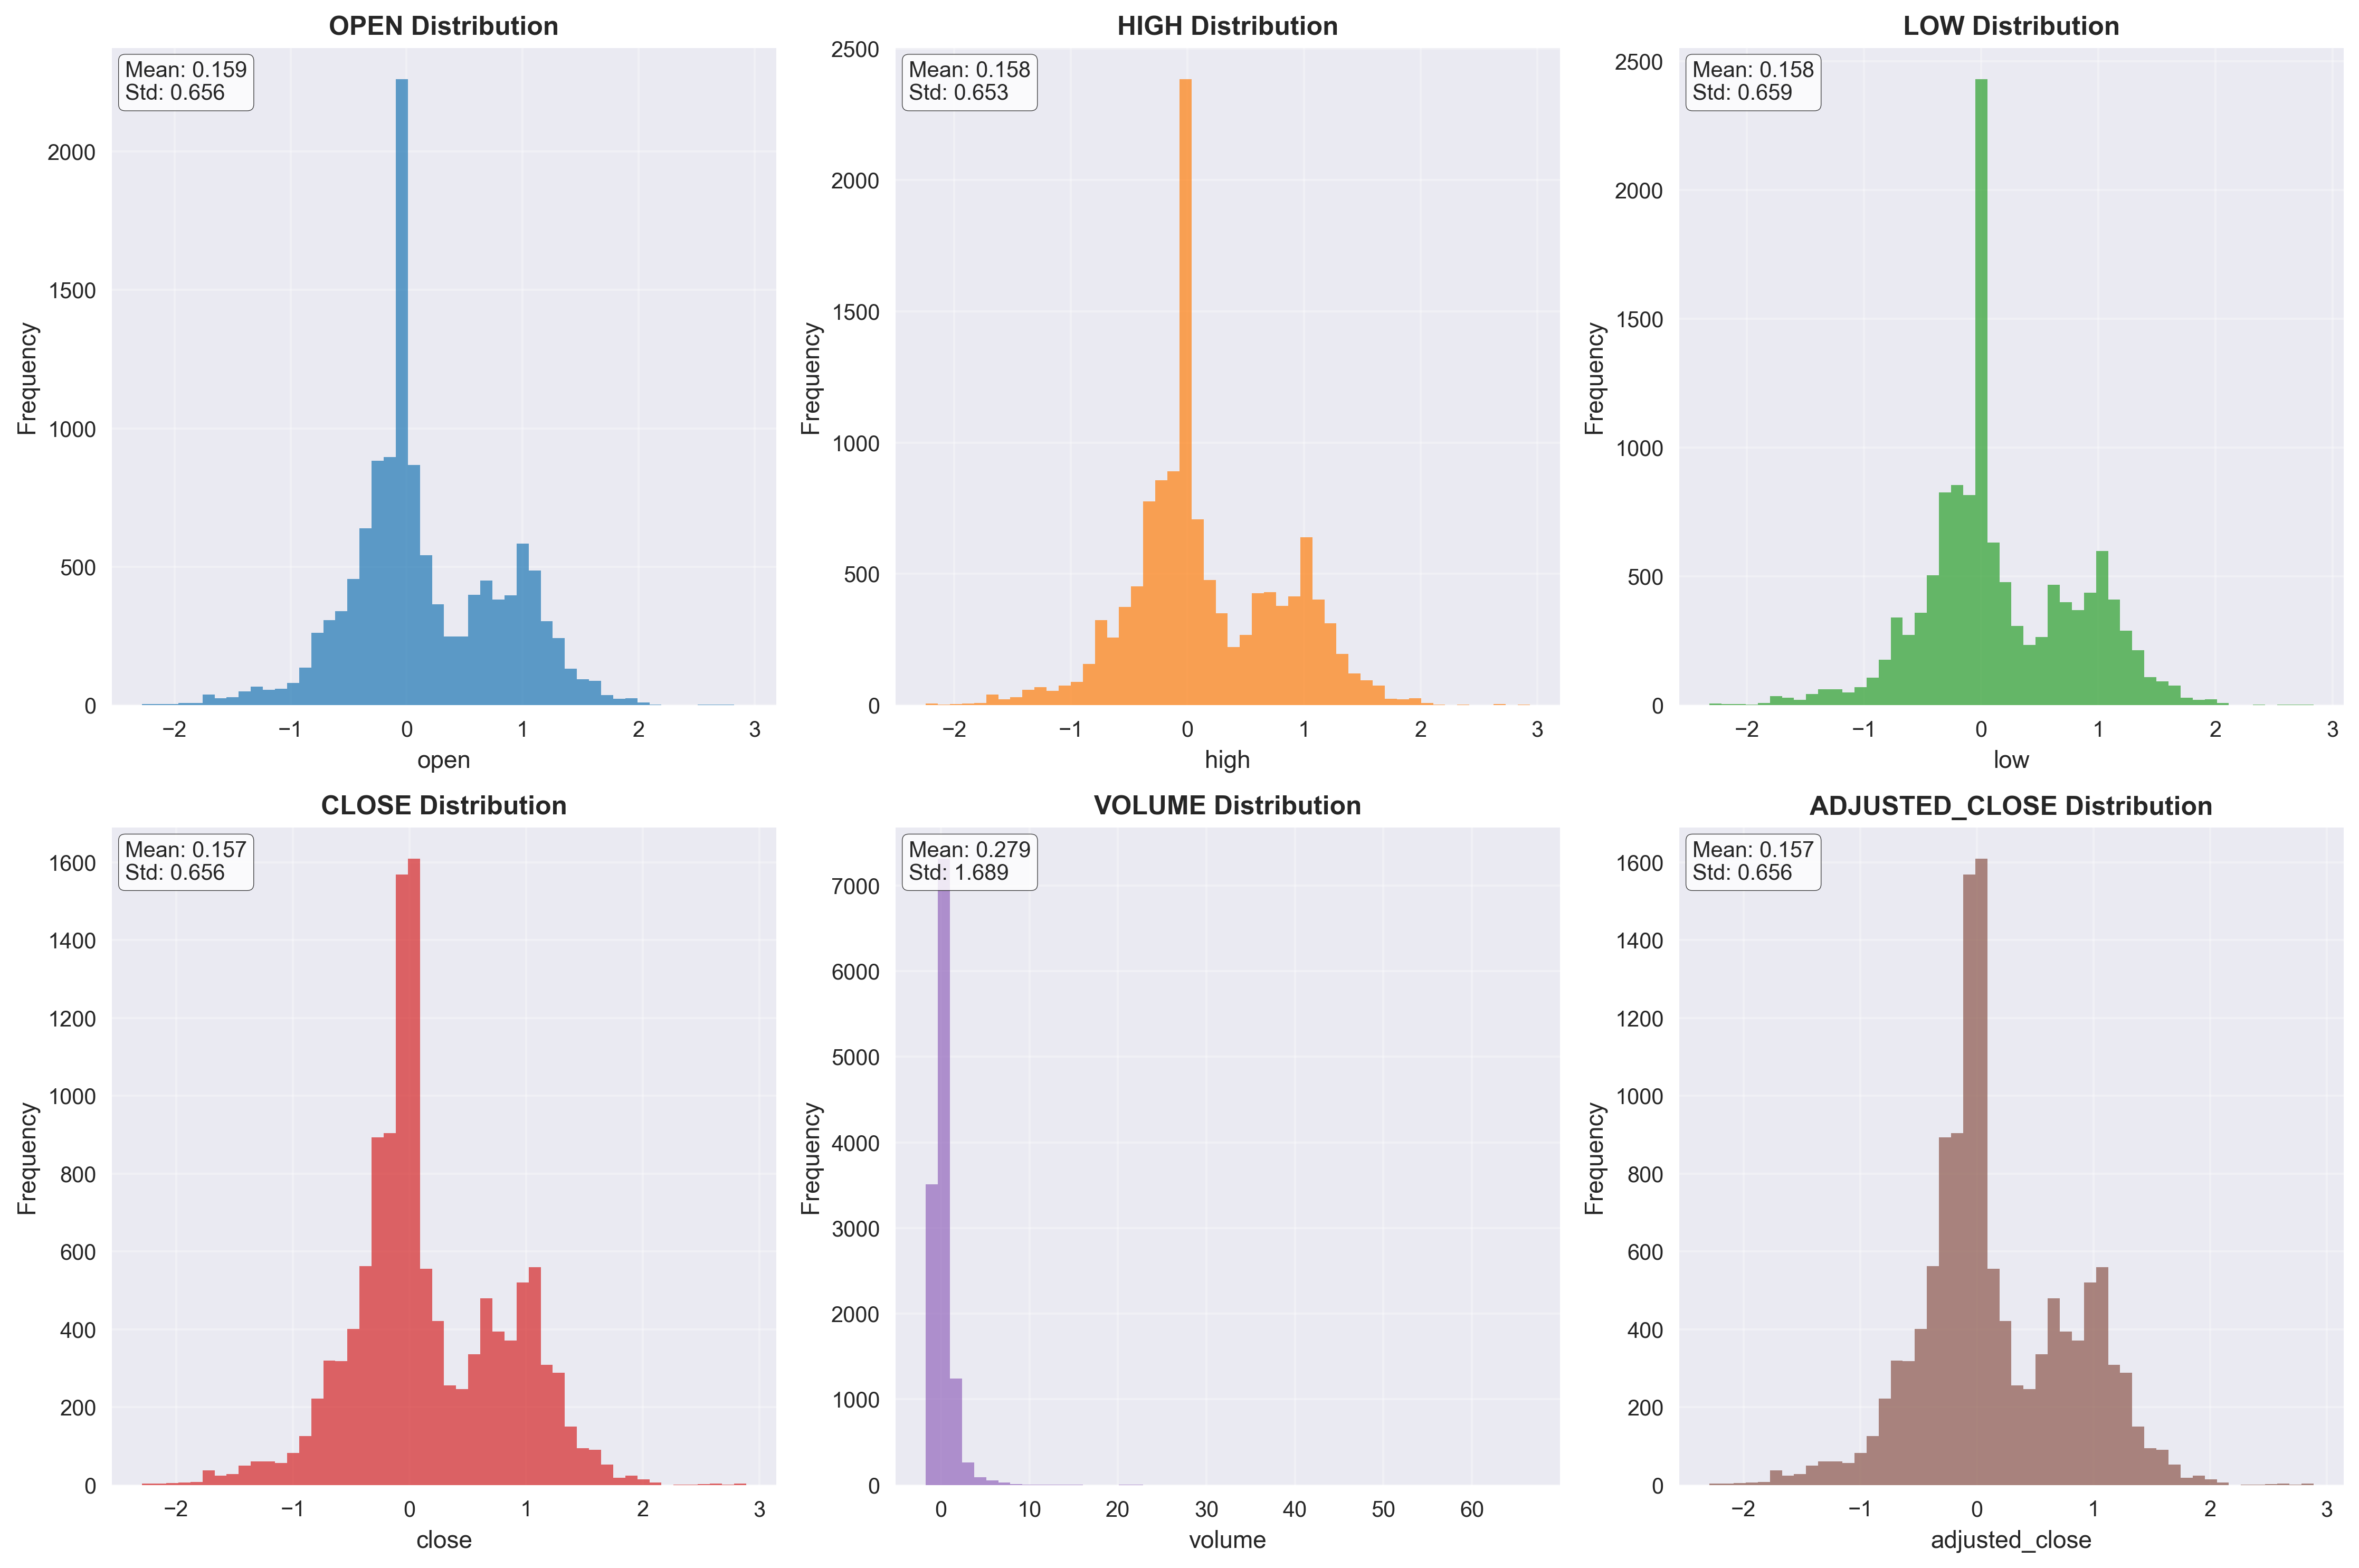 OPEN Distribution
Mean: 0.159
Std: 0.656
Frequency
2000
1500
1000
500
0
−2 −1 0 1 2 3
open
HIGH Distribution
Mean: 0.158
Std: 0.653
Frequency
2500
2000
1500
1000
500
0
−2 −1 0 1 2 3
high
LOW Distribution
Mean: 0.158
Std: 0.659
Frequency
2500
2000
1500
1000
500
0
−2 −1 0 1 2 3
low
CLOSE Distribution
Mean: 0.157
Std: 0.656
Frequency
1600
1400
1200
1000
800
600
400
200
0
−2 −1 0 1 2 3
close
VOLUME Distribution
Mean: 0.279
Std: 1.689
Frequency
7000
6000
5000
4000
3000
2000
1000
0
0 10 20 30 40 50 60
volume
ADJUSTED_CLOSE Distribution
Mean: 0.157
Std: 0.656
Frequency
1600
1400
1200
1000
800
600
400
200
0
−2 −1 0 1 2 3
adjusted_close